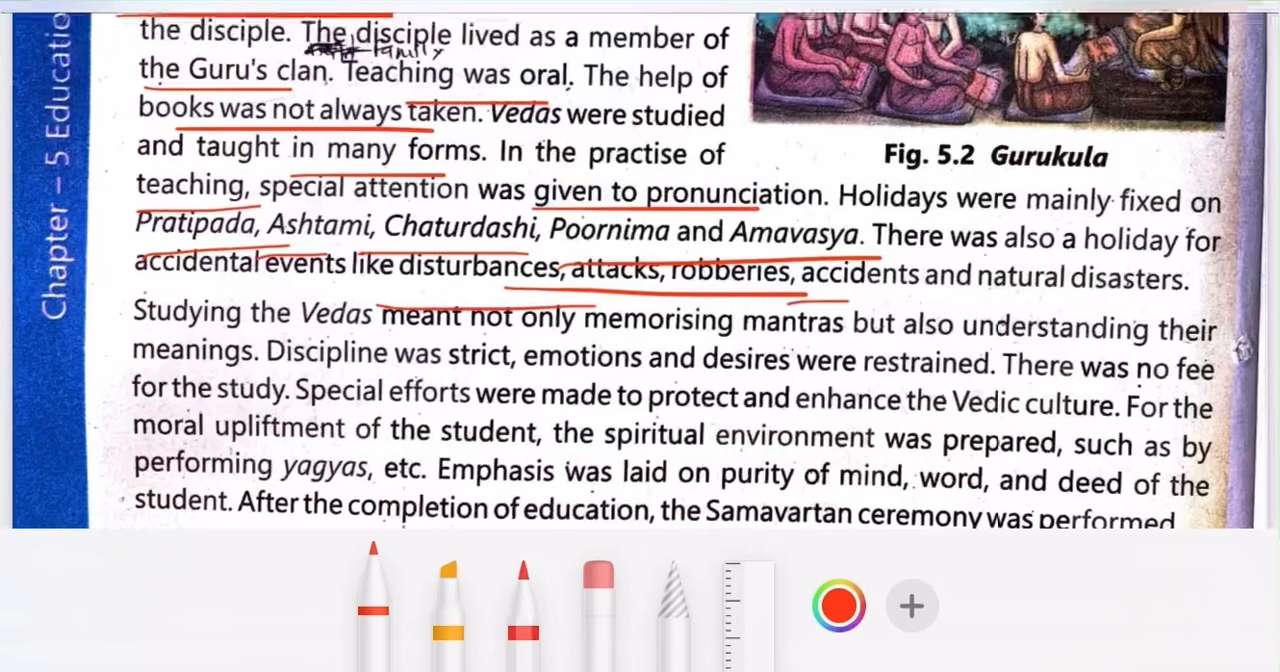 Chapter – 5 Educatio
the disciple. The disciple lived as a member of
family
the Guru's clan. Teaching was oral. The help of
books was not always taken. Vedas were studied
and taught in many forms. In the practise of
Fig. 5.2 Gurukula
teaching, special attention was given to pronunciation. Holidays were mainly fixed on
Pratipada, Ashtami, Chaturdashi, Poornima and Amavasya. There was also a holiday for
accidental events like disturbances, attacks, robberies, accidents and natural disasters.
Studying the Vedas meant not only memorising mantras but also understanding their
meanings. Discipline was strict, emotions and desires were restrained. There was no fee
for the study. Special efforts were made to protect and enhance the Vedic culture. For the
moral upliftment of the student, the spiritual environment was prepared, such as by
performing yagyas, etc. Emphasis was laid on purity of mind, word, and deed of the
student. After the completion of education, the Samavartan ceremony was performed